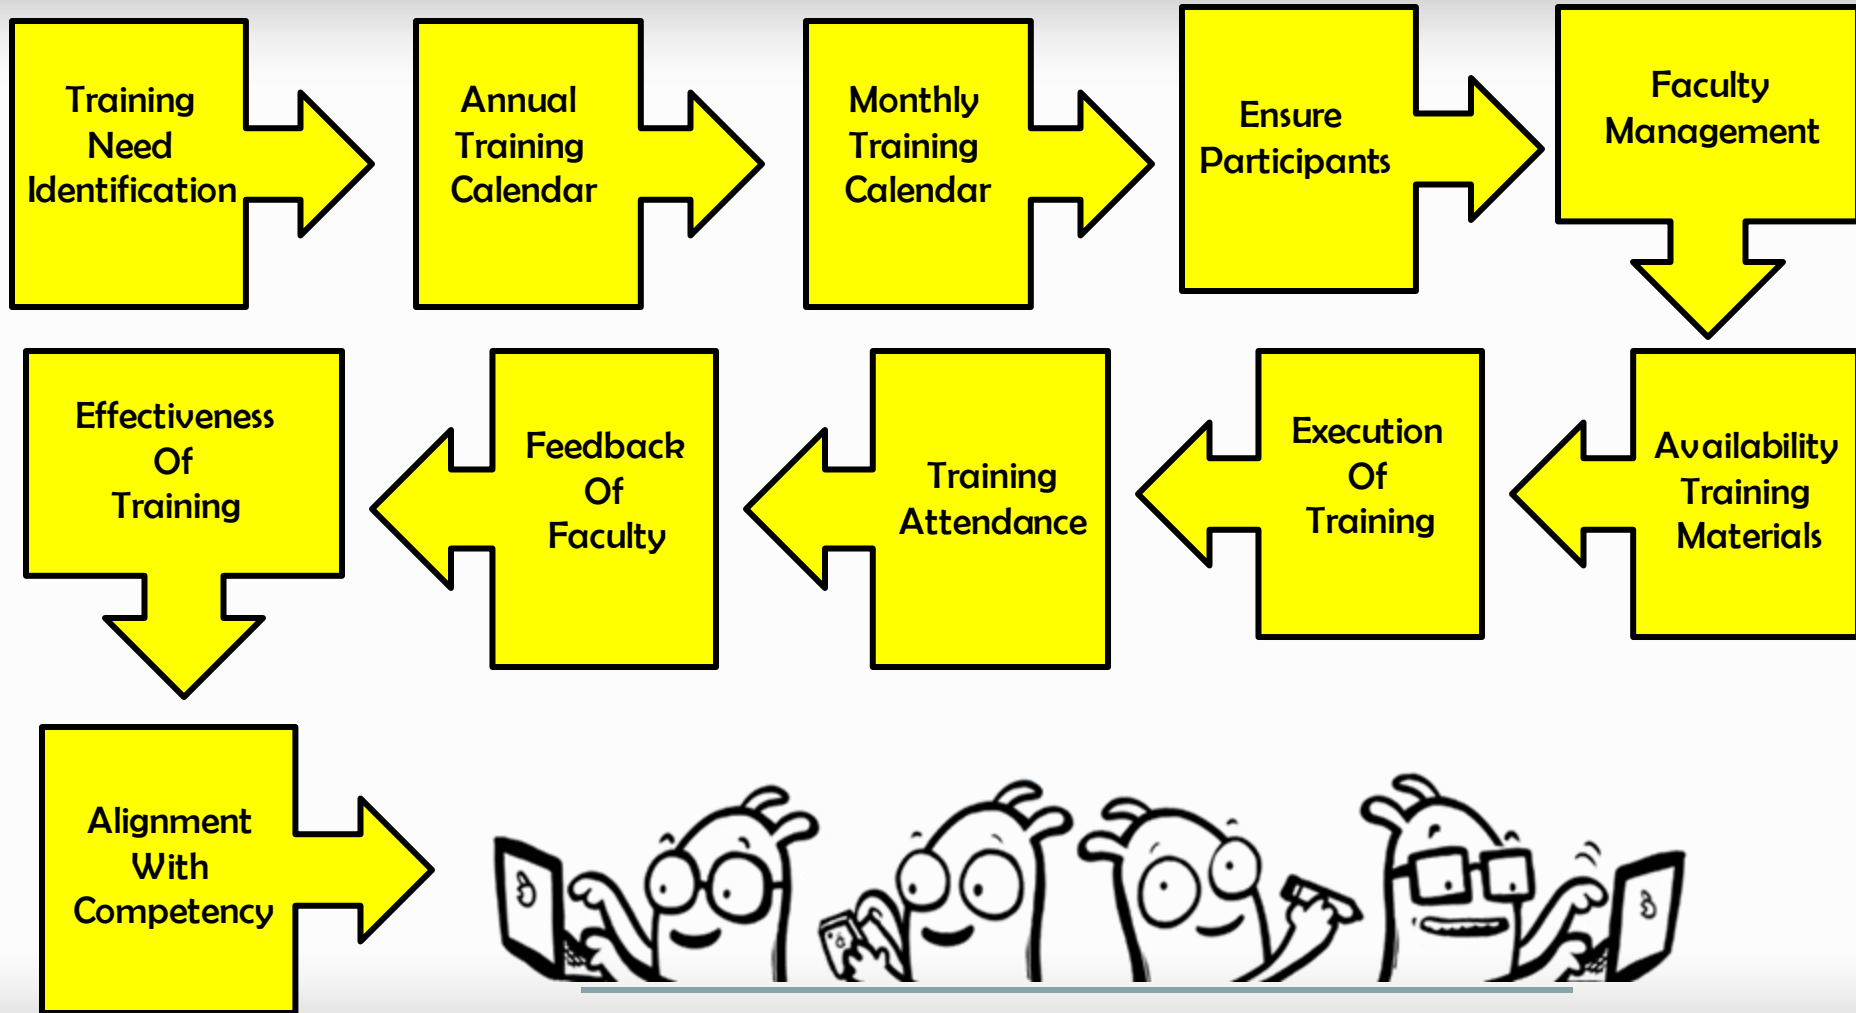 Training
Need
Identification
Annual
Training
Calendar
Monthly
Training
Calendar
Ensure
Participants
Faculty
Management
Availability
Training
Materials
Execution
Of
Training
Training
Attendance
Feedback
Of
Faculty
Effectiveness
Of
Training
Alignment
With
Competency